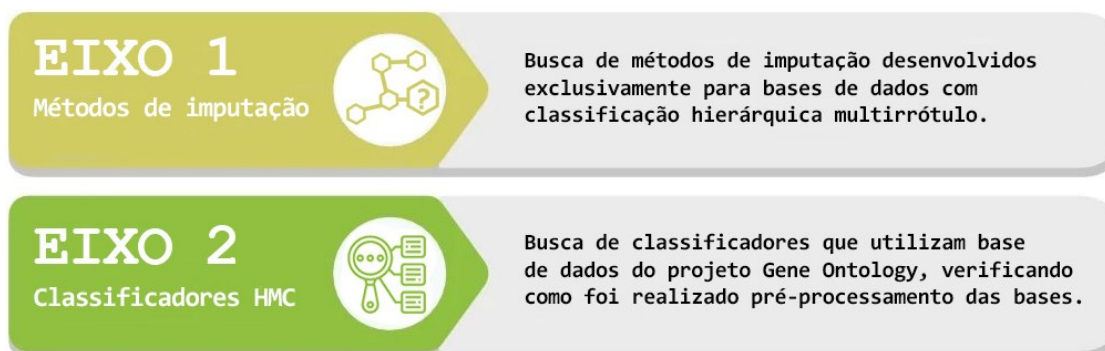 EIXO 1
Métodos de imputação
Busca de métodos de imputação desenvolvidos
exclusivamente para bases de dados com
classificação hierárquica multirrótulo.
EIXO 2
Classificadores HMC
Busca de classificadores que utilizam base
de dados do projeto Gene Ontology, verificando
como foi realizado pré-processamento das bases.